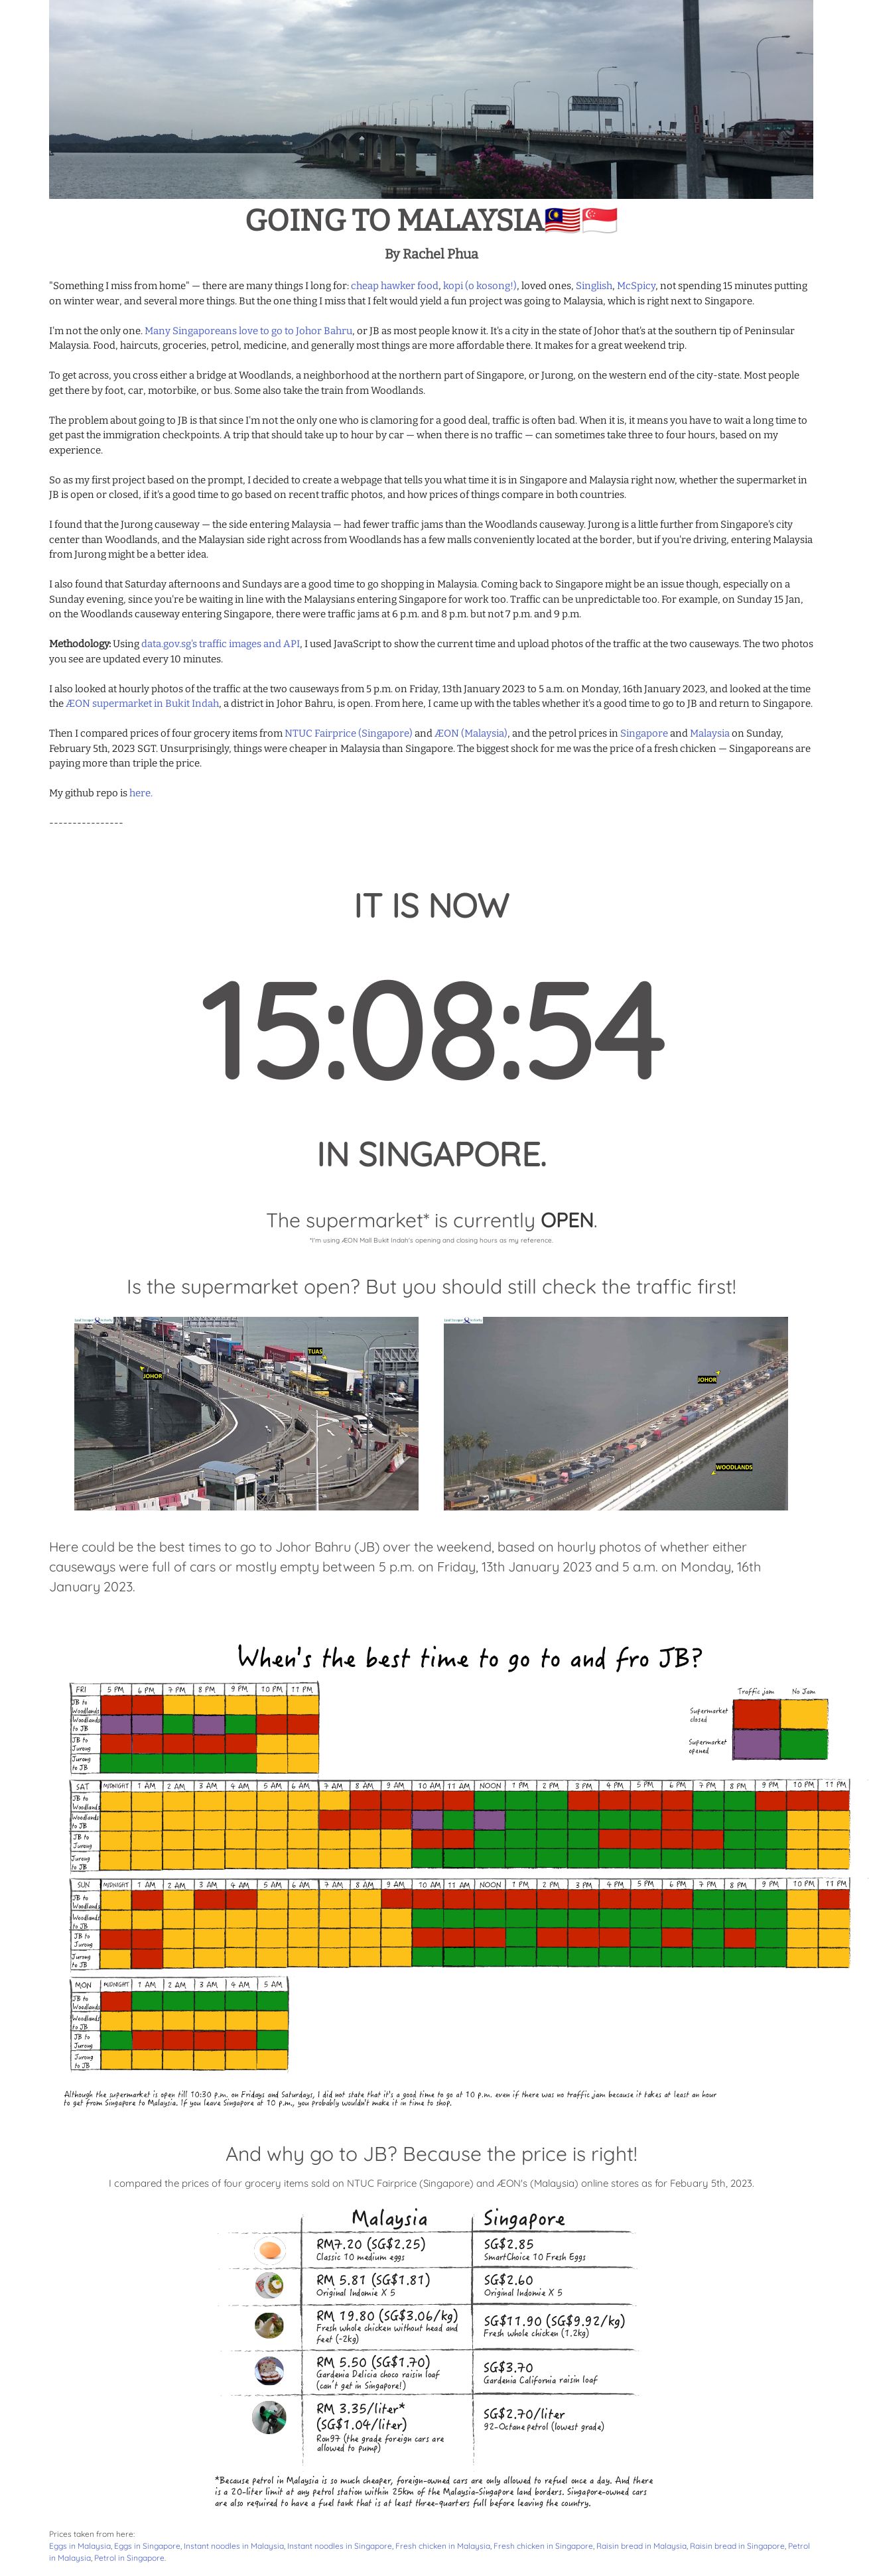 GOING TO MALAYSIA🇲🇾🇸🇬
By Rachel Phua
"Something I miss from home" — there are many things I long for: cheap hawker food, kopi (o kosong!), loved ones, Singlish, McSpicy, not spending 15 minutes putting
on winter wear, and several more things. But the one thing I miss that I felt would yield a fun project was going to Malaysia, which is right next to Singapore.
I'm not the only one. Many Singaporeans love to go to Johor Bahru, or JB as most people know it. It's a city in the state of Johor that's at the southern tip of Peninsular
Malaysia. Food, haircuts, groceries, petrol, medicine, and generally most things are more affordable there. It makes for a great weekend trip.
To get across, you cross either a bridge at Woodlands, a neighborhood at the northern part of Singapore, or Jurong, on the western end of the city-state. Most people
get there by foot, car, motorbike, or bus. Some also take the train from Woodlands.
The problem about going to JB is that since I'm not the only one who is clamoring for a good deal, traffic is often bad. When it is, it means you have to wait a long time to
get past the immigration checkpoints. A trip that should take up to hour by car — when there is no traffic — can sometimes take three to four hours, based on my
experience.
So as my first project based on the prompt, I decided to create a webpage that tells you what time it is in Singapore and Malaysia right now, whether the supermarket in
JB is open or closed, if it's a good time to go based on recent traffic photos, and how prices of things compare in both countries.
I found that the Jurong causeway — the side entering Malaysia — had fewer traffic jams than the Woodlands causeway. Jurong is a little further from Singapore's city
center than Woodlands, and the Malaysian side right across from Woodlands has a few malls conveniently located at the border, but if you're driving, entering Malaysia
from Jurong might be a better idea.
I also found that Saturday afternoons and Sundays are a good time to go shopping in Malaysia. Coming back to Singapore might be an issue though, especially on a
Sunday evening, since you're be waiting in line with the Malaysians entering Singapore for work too. Traffic can be unpredictable too. For example, on Sunday 15 Jan,
on the Woodlands causeway entering Singapore, there were traffic jams at 6 p.m. and 8 p.m. but not 7 p.m. and 9 p.m.
Methodology: Using data.gov.sg's traffic images and API, I used JavaScript to show the current time and upload photos of the traffic at the two causeways. The two photos
you see are updated every 10 minutes.
I also looked at hourly photos of the traffic at the two causeways from 5 p.m. on Friday, 13th January 2023 to 5 a.m. on Monday, 16th January 2023, and looked at the time
the ÆON supermarket in Bukit Indah, a district in Johor Bahru, is open. From here, I came up with the tables whether it's a good time to go to JB and return to Singapore.
Then I compared prices of four grocery items from NTUC Fairprice (Singapore) and ÆON (Malaysia), and the petrol prices in Singapore and Malaysia on Sunday,
February 5th, 2023 SGT. Unsurprisingly, things were cheaper in Malaysia than Singapore. The biggest shock for me was the price of a fresh chicken — Singaporeans are
paying more than triple the price.
My github repo is here.
----------------
IT IS NOW
15:08:54
IN SINGAPORE.
The supermarket* is currently OPEN.
*I'm using ÆON Mall Bukit Indah's opening and closing hours as my reference.
Is the supermarket open? But you should still check the traffic first!
JOHOR
TUAS
JOHOR
WOODLANDS
Here could be the best times to go to Johor Bahru (JB) over the weekend, based on hourly photos of whether either
causeways were full of cars or mostly empty between 5 p.m. on Friday, 13th January 2023 and 5 a.m. on Monday, 16th
January 2023.
When's the best time to go to and fro JB?
Traffic jam No Jam
Supermarket closed
Supermarket opened
FRI 5 PM 6 PM 7 PM 8 PM 9 PM 10 PM 11 PM
JB to Woodlands
Woodlands to JB
JB to Jurong
Jurong to JB
SAT MIDNIGHT 1 AM 2 AM 3 AM 4 AM 5 AM 6 AM 7 AM 8 AM 9 AM 10 AM 11 AM NOON 1 PM 2 PM 3 PM 4 PM 5 PM 6 PM 7 PM 8 PM 9 PM 10 PM 11 PM
JB to Woodlands
Woodlands to JB
JB to Jurong
Jurong to JB
SUN MIDNIGHT 1 AM 2 AM 3 AM 4 AM 5 AM 6 AM 7 AM 8 AM 9 AM 10 AM 11 AM NOON 1 PM 2 PM 3 PM 4 PM 5 PM 6 PM 7 PM 8 PM 9 PM 10 PM 11 PM
JB to Woodlands
Woodlands to JB
JB to Jurong
Jurong to JB
MON MIDNIGHT 1 AM 2 AM 3 AM 4 AM 5 AM
JB to Woodlands
Woodlands to JB
JB to Jurong
Jurong to JB
Although the supermarket is open till 10:30 p.m. on Fridays and Saturdays, I did not state that it's a good time to go at 10 p.m. even if there was no traffic jam because it takes at least an hour
to get from Singapore to Malaysia. If you leave Singapore at 10 p.m., you probably wouldn't make it in time to shop.
And why go to JB? Because the price is right!
I compared the prices of four grocery items sold on NTUC Fairprice (Singapore) and ÆON's (Malaysia) online stores as for Febuary 5th, 2023.
Malaysia Singapore
RM7.20 (SG$2.25)
Classic 10 medium eggs
SG$2.85
SmartChoice 10 Fresh Eggs
RM 5.81 (SG$1.81)
Original Indomie X 5
SG$2.60
Original Indomie X 5
RM 19.80 (SG$3.06/kg)
Fresh whole chicken without head and
feet (~2kg)
SG$11.90 (SG$9.92/kg)
Fresh whole chicken (1.2kg)
RM 5.50 (SG$1.70)
Gardenia Delicia choco raisin loaf
(can't get in Singapore!)
SG$3.70
Gardenia California raisin loaf
RM 3.35/liter*
(SG$1.04/liter)
Ron97 (the grade foreign cars are
allowed to pump)
SG$2.70/liter
92-Octane petrol (lowest grade)
*Because petrol in Malaysia is so much cheaper, foreign-owned cars are only allowed to refuel once a day. And there
is a 20-liter limit at any petrol station within 25km of the Malaysia-Singapore land borders. Singapore-owned cars
are also required to have a fuel tank that is at least three-quarters full before leaving the country.
Prices taken from here:
Eggs in Malaysia, Eggs in Singapore, Instant noodles in Malaysia, Instant noodles in Singapore, Fresh chicken in Malaysia, Fresh chicken in Singapore, Raisin bread in Malaysia, Raisin bread in Singapore, Petrol
in Malaysia, Petrol in Singapore.